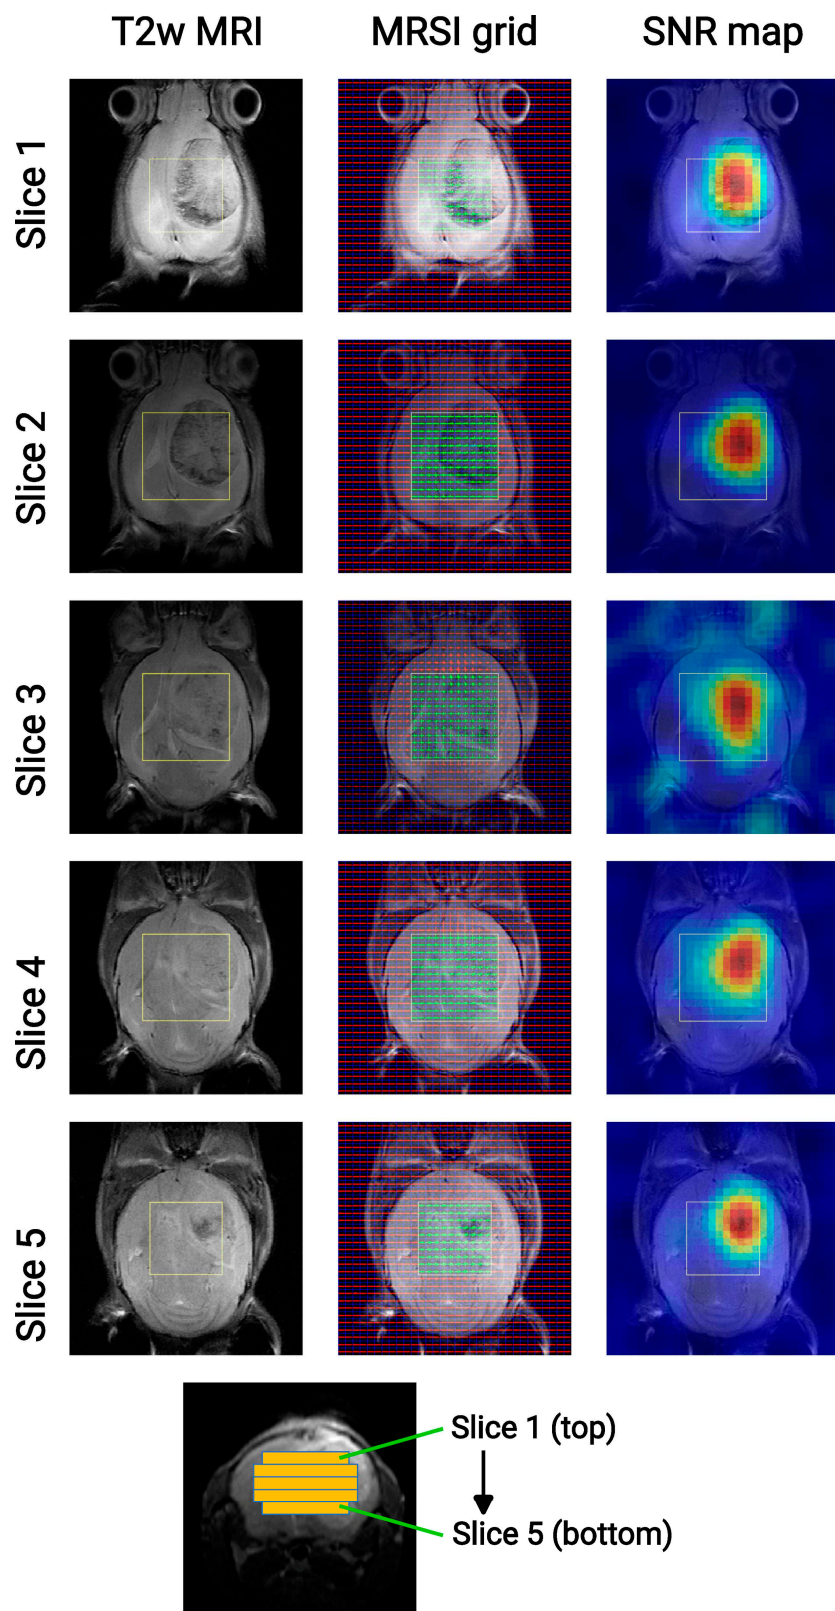 T2w MRI MRSI grid SNR map
Slice 1
Slice 2
Slice 3
Slice 4
Slice 5
Slice 1 (top)
Slice 5 (bottom)